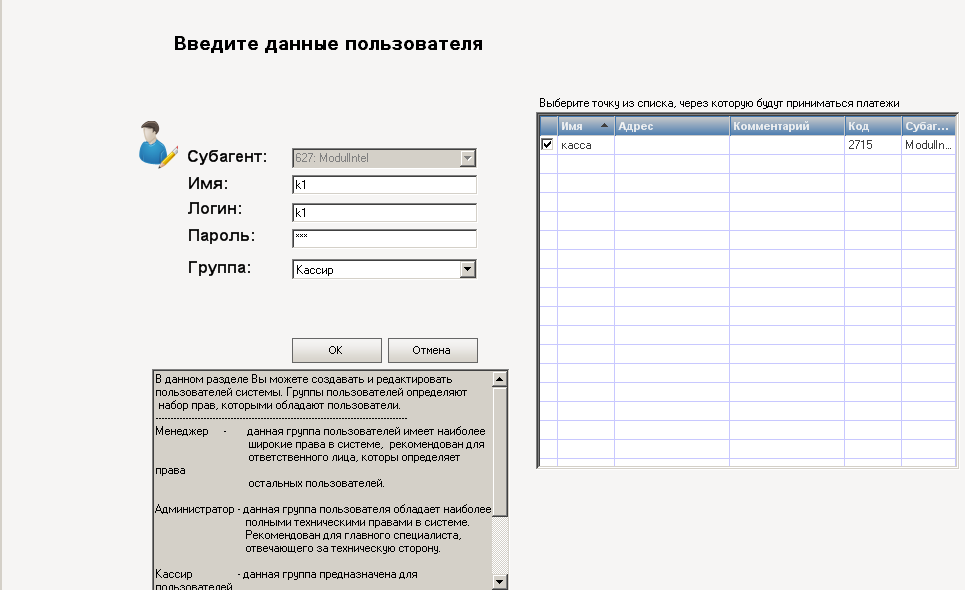 Введите данные пользователя
Субагент: 627: ModulIntel
Имя: k1
Логин: k1
Пароль: ***
Группа: Кассир
OK Отмена
В данном разделе Вы можете создавать и редактировать
пользователей системы. Группы пользователей определяют
набор прав, которыми обладают пользователи.
Менеджер - данная группа пользователей имеет наиболее
широкие права в системе, рекомендован для
ответственного лица, которы определяет
права
остальных пользователей.
Администратор - данная группа пользователя обладает наиболее
полными техническими правами в системе.
Рекомендован для главного специалиста,
отвечающего за техническую сторону.
Кассир - данная группа предназначена для
пользователей
Выберите точку из списка, через которую будут приниматься платежи
Имя Адрес Комментарий Код Субаг...
касса 2715 ModulIn...